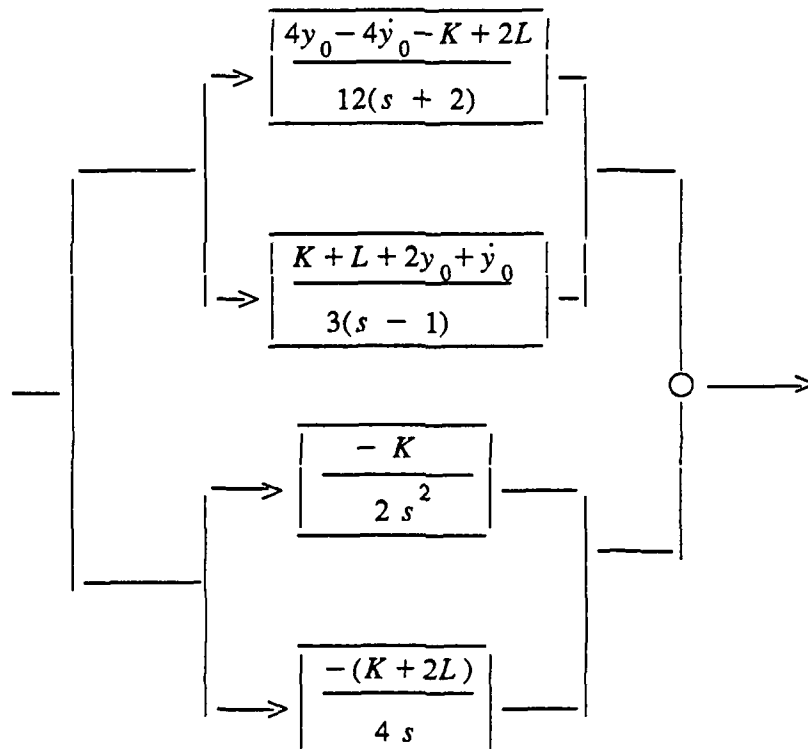 4y₀ − 4ẏ₀ − K + 2L
12(s + 2)
K + L + 2y₀ + ẏ₀
3(s − 1)
− K
2 s²
−(K + 2L)
4 s